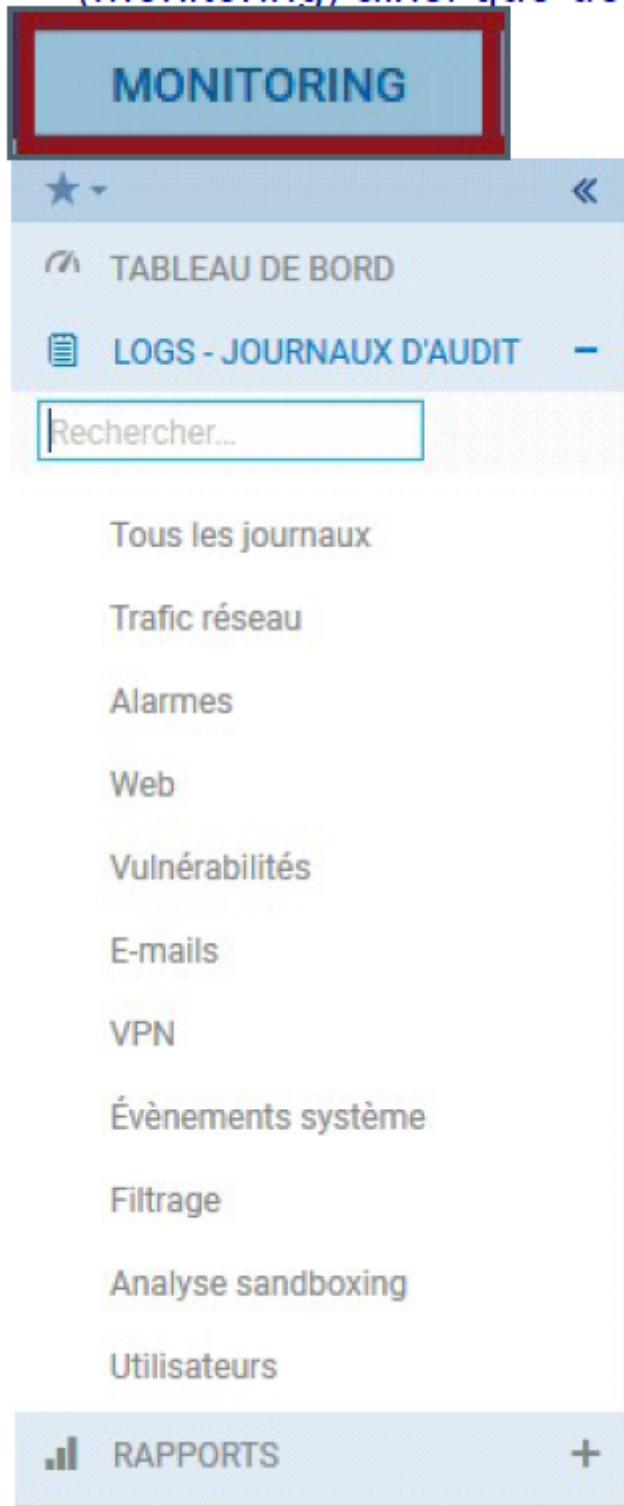 MONITORING
TABLEAU DE BORD
LOGS - JOURNAUX D'AUDIT
Rechercher...
Tous les journaux
Trafic réseau
Alarmes
Web
Vulnérabilités
E-mails
VPN
Évènements système
Filtrage
Analyse sandboxing
Utilisateurs
RAPPORTS